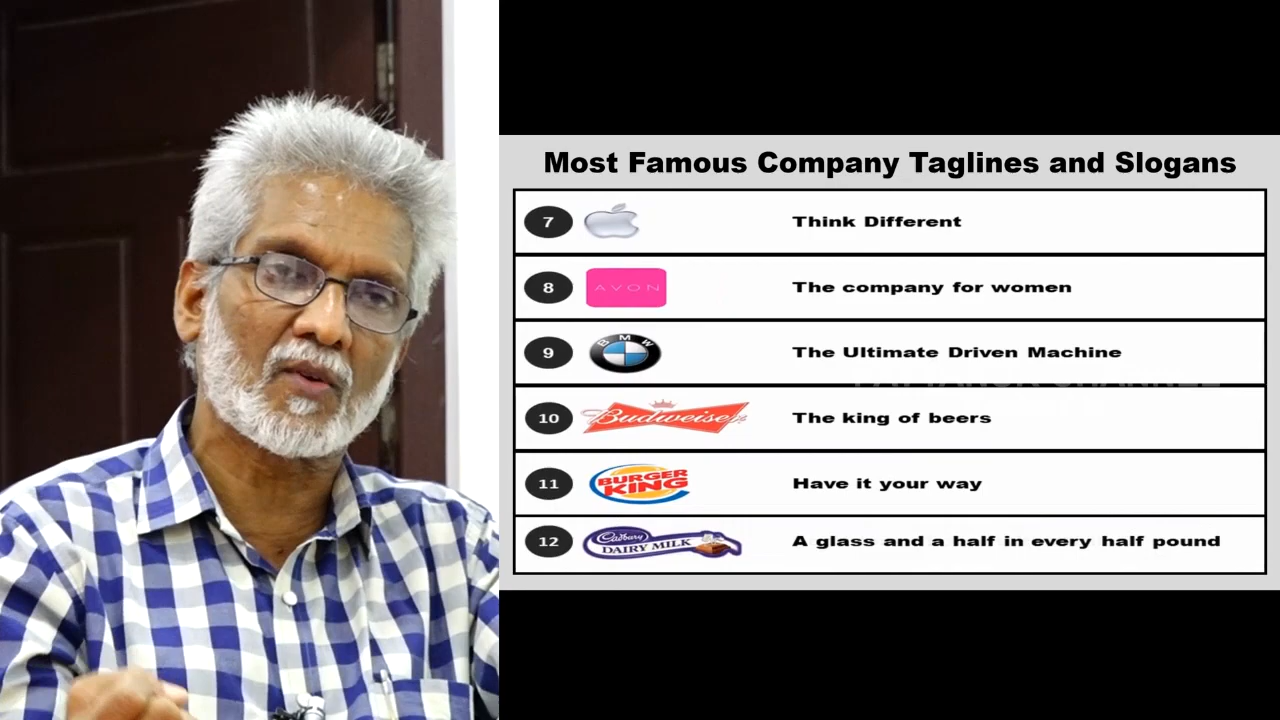 Most Famous Company Taglines and Slogans
7 Think Different
8 AVON The company for women
9 BMW The Ultimate Driven Machine
10 Budweiser The king of beers
11 BURGER KING Have it your way
12 Cadbury DAIRY MILK A glass and a half in every half pound